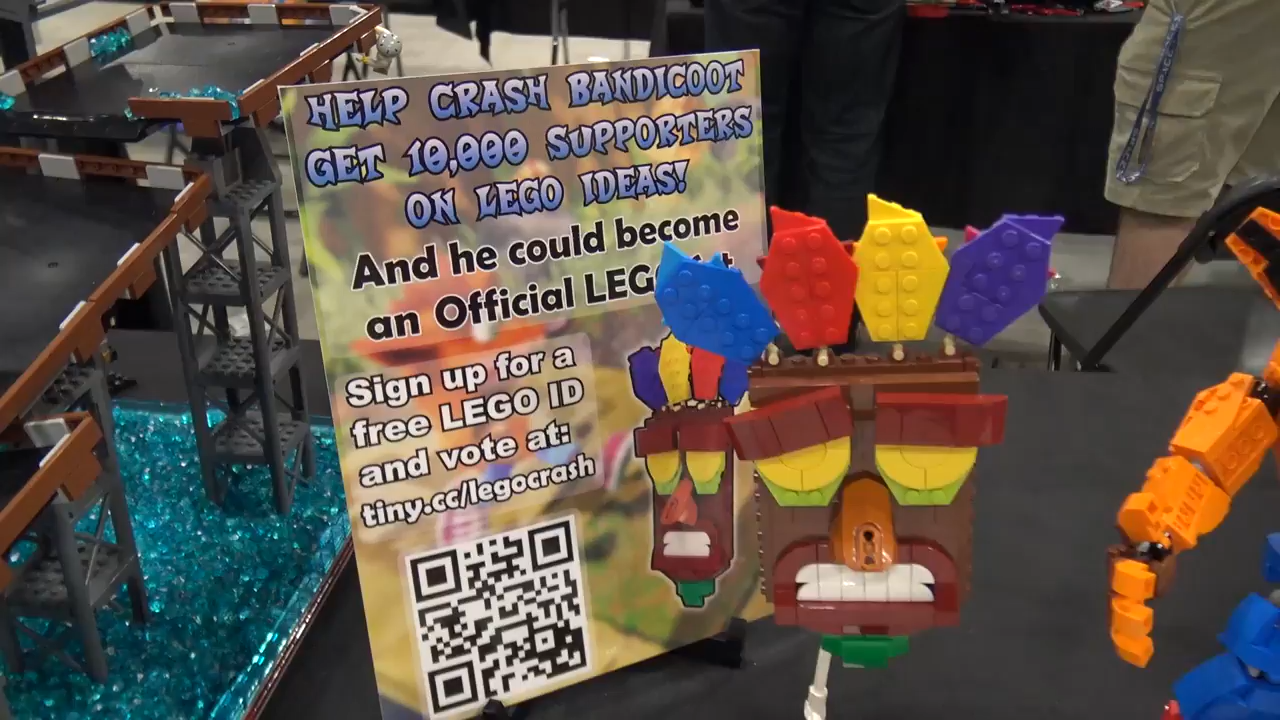 HELP CRASH BANDICOOT
GET 10,000 SUPPORTERS
ON LEGO IDEAS!
And he could become
an Official LEG
Sign up for a
free LEGO ID
and vote at:
tiny.cc/legocrash